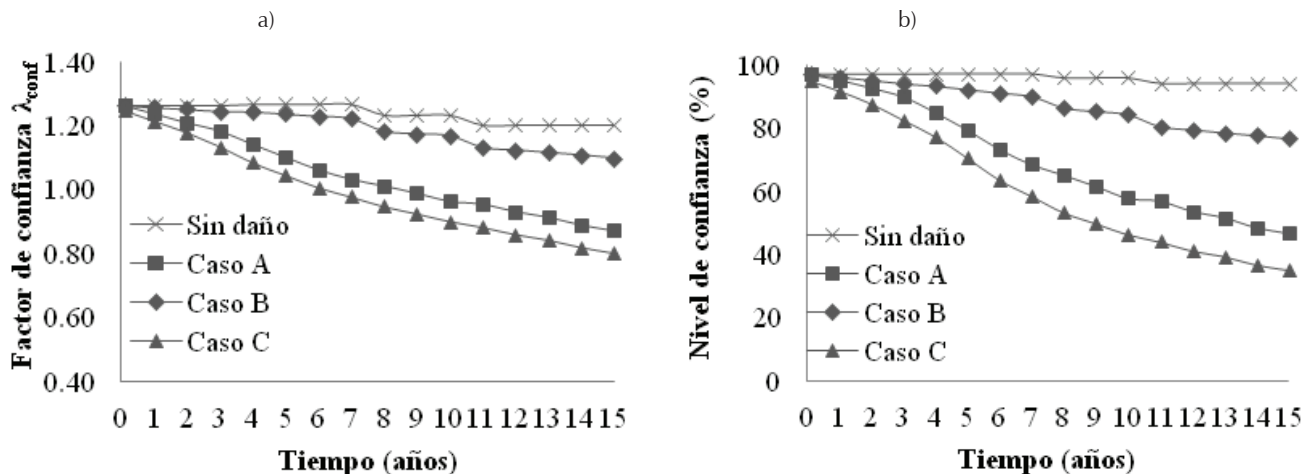 a)
1.40
1.20
1.00
0.80
0.60
0.40
Factor de confianza λconf
Sin daño
Caso A
Caso B
Caso C
0 1 2 3 4 5 6 7 8 9 10 11 12 13 14 15
Tiempo (años)
b)
100
80
60
40
20
0
Nivel de confianza (%)
Sin daño
Caso A
Caso B
Caso C
0 1 2 3 4 5 6 7 8 9 10 11 12 13 14 15
Tiempo (años)